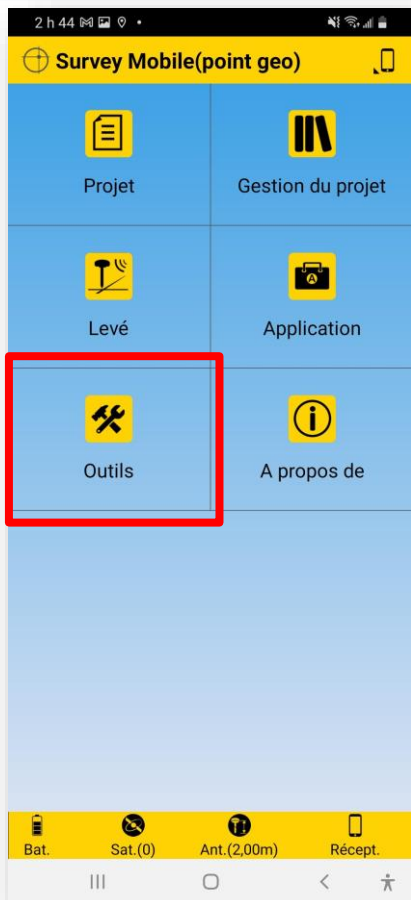 2 h 44
Survey Mobile(point geo)
Projet
Gestion du projet
Levé
Application
Outils
A propos de
Bat.
Sat.(0)
Ant.(2,00m)
Récept.